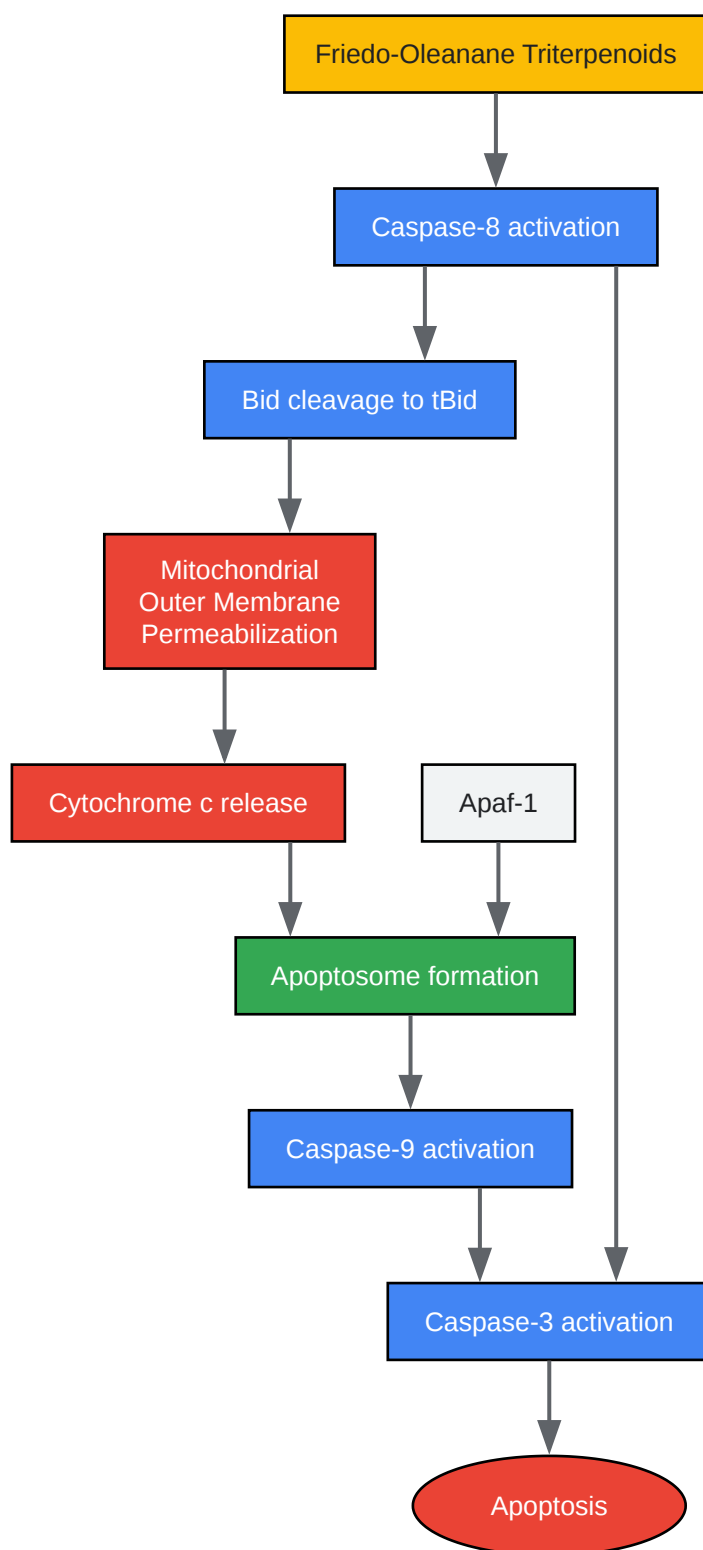 Friedo-Oleanane Triterpenoids
Caspase-8 activation
Bid cleavage to tBid
Mitochondrial
Outer Membrane
Permeabilization
Cytochrome c release
Apaf-1
Apoptosome formation
Caspase-9 activation
Caspase-3 activation
Apoptosis